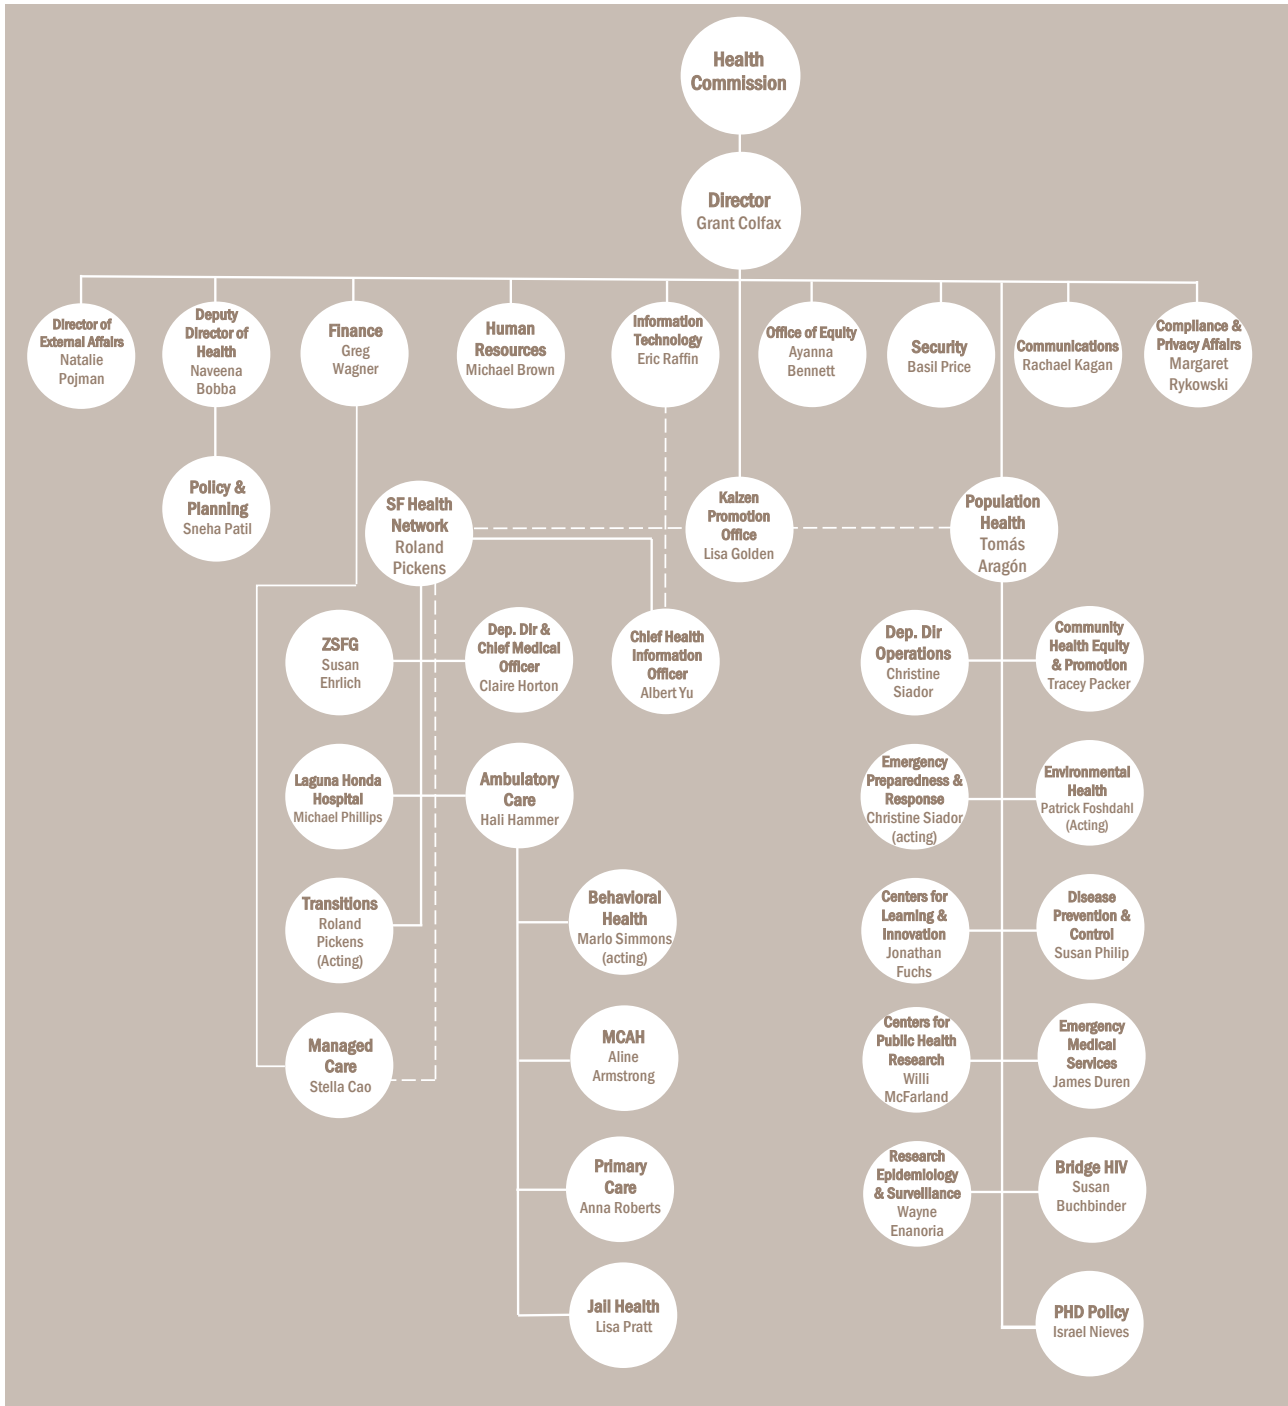 Health
Commission
Director
Grant Colfax
Director of
External Affairs
Natalie
Pojman
Deputy
Director of
Health
Naveena
Bobba
Finance
Greg
Wagner
Human
Resources
Michael Brown
Information
Technology
Eric Raffin
Office of Equity
Ayanna
Bennett
Security
Basil Price
Communications
Rachael Kagan
Compliance &
Privacy Affairs
Margaret
Rykowski
Policy &
Planning
Sneha Patil
SF Health
Network
Roland
Pickens
Kaizen
Promotion
Office
Lisa Golden
Population
Health
Tomás
Aragón
ZSFG
Susan
Ehrlich
Dep. Dir &
Chief Medical
Officer
Claire Horton
Chief Health
Information
Officer
Albert Yu
Dep. Dir
Operations
Christine
Siador
Community
Health Equity
& Promotion
Tracey Packer
Laguna Honda
Hospital
Michael Phillips
Ambulatory
Care
Hali Hammer
Emergency
Preparedness &
Response
Christine Siador
(acting)
Environmental
Health
Patrick Foshdahl
(Acting)
Transitions
Roland
Pickens
(Acting)
Behavioral
Health
Marlo Simmons
(acting)
Centers for
Learning &
Innovation
Jonathan
Fuchs
Disease
Prevention &
Control
Susan Philip
Managed
Care
Stella Cao
MCAH
Aline
Armstrong
Centers for
Public Health
Research
Willi
McFarland
Emergency
Medical
Services
James Duren
Primary
Care
Anna Roberts
Research
Epidemiology
& Surveillance
Wayne
Enanoria
Bridge HIV
Susan
Buchbinder
Jail Health
Lisa Pratt
PHD Policy
Israel Nieves